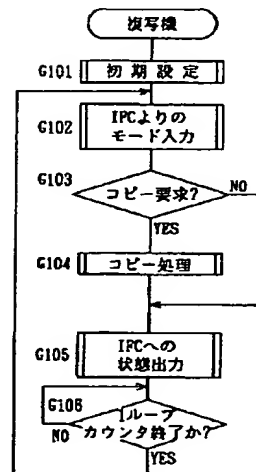 複写機
G101
初期設定
G102
IPCよりの
モード入力
G103
コピー要求?
NO
YES
G104
コピー処理
G105
IPCへの
状態出力
G106
1ループ
カウンタ終了か?
NO
YES